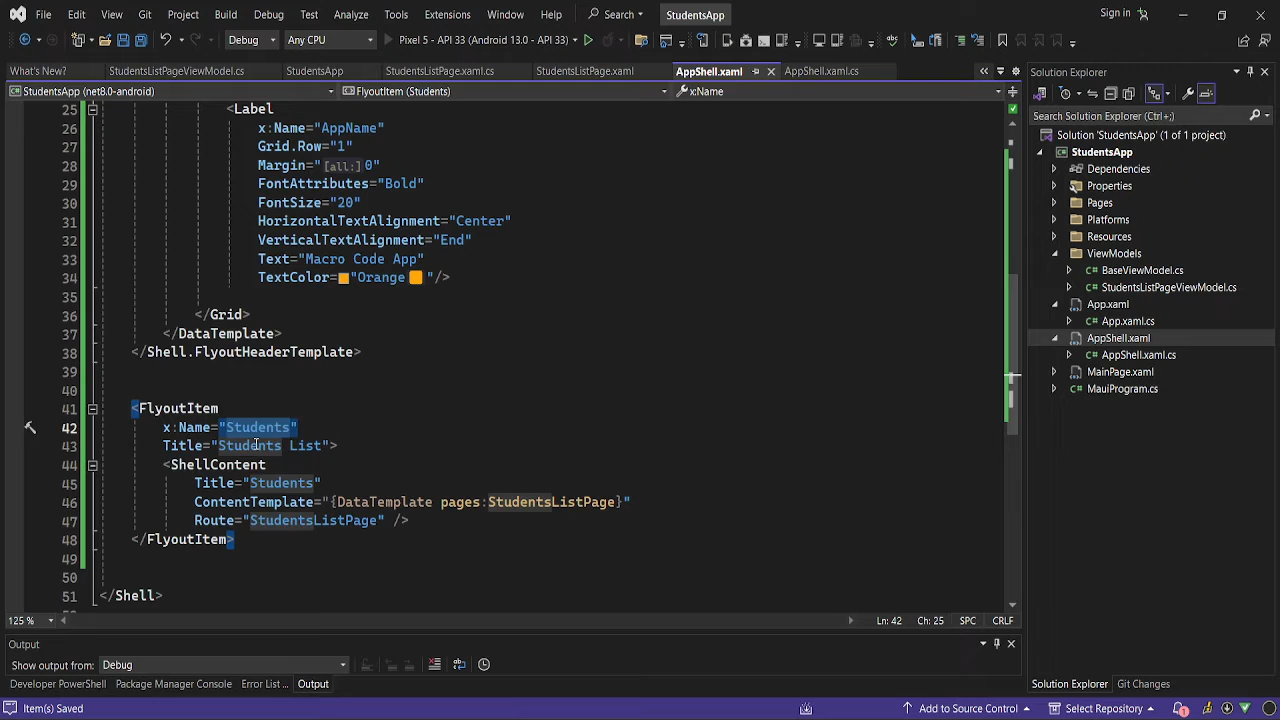 File Edit View Git Project Build Debug Test Analyze Tools Extensions Window Help Search StudentsApp Sign in
Debug Any CPU Pixel 5 - API 33 (Android 13.0 - API 33)
What's New? StudentsListPageViewModel.cs StudentsApp StudentsListPage.xaml.cs StudentsListPage.xaml AppShell.xaml AppShell.xaml.cs Solution Explorer
StudentsApp (net8.0-android) FlyoutItem (Students) x:Name
25 <Label
26 x:Name="AppName"
27 Grid.Row="1"
28 Margin="[all:]0"
29 FontAttributes="Bold"
30 FontSize="20"
31 HorizontalTextAlignment="Center"
32 VerticalTextAlignment="End"
33 Text="Macro Code App"
34 TextColor="Orange"/>
35
36 </Grid>
37 </DataTemplate>
38 </Shell.FlyoutHeaderTemplate>
39
40
41 <FlyoutItem
42 x:Name="Students"
43 Title="Students List">
44 <ShellContent
45 Title="Students"
46 ContentTemplate="{DataTemplate pages:StudentsListPage}"
47 Route="StudentsListPage" />
48 </FlyoutItem>
49
50
51 </Shell>
Search Solution Explorer (Ctrl+;)
Solution 'StudentsApp' (1 of 1 project)
StudentsApp
Dependencies
Properties
Pages
Platforms
Resources
ViewModels
BaseViewModel.cs
StudentsListPageViewModel.cs
App.xaml
App.xaml.cs
AppShell.xaml
AppShell.xaml.cs
MainPage.xaml
MauiProgram.cs
125 % Ln: 42 Ch: 25 SPC CRLF
Output
Show output from: Debug
Developer PowerShell Package Manager Console Error List ... Output Solution Explorer Git Changes
Item(s) Saved Add to Source Control Select Repository 1